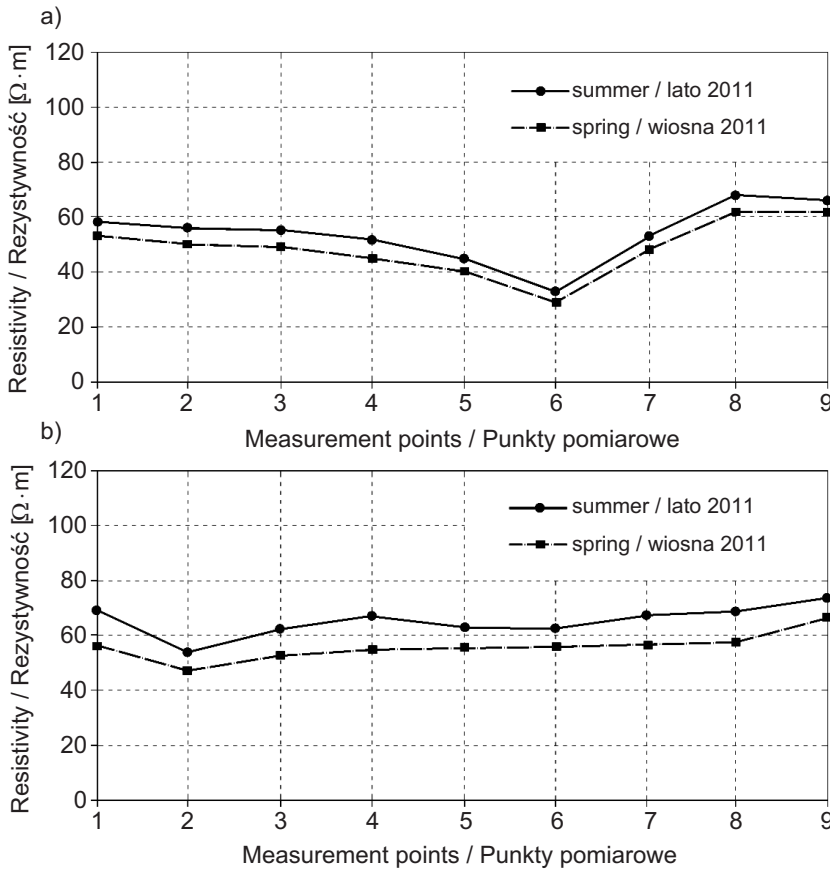 a)
Resistivity / Rezystywność [Ω·m]
120
100
80
60
40
20
0
summer / lato 2011
spring / wiosna 2011
1 2 3 4 5 6 7 8 9
Measurement points / Punkty pomiarowe
b)
Resistivity / Rezystywność [Ω·m]
120
100
80
60
40
20
0
summer / lato 2011
spring / wiosna 2011
1 2 3 4 5 6 7 8 9
Measurement points / Punkty pomiarowe